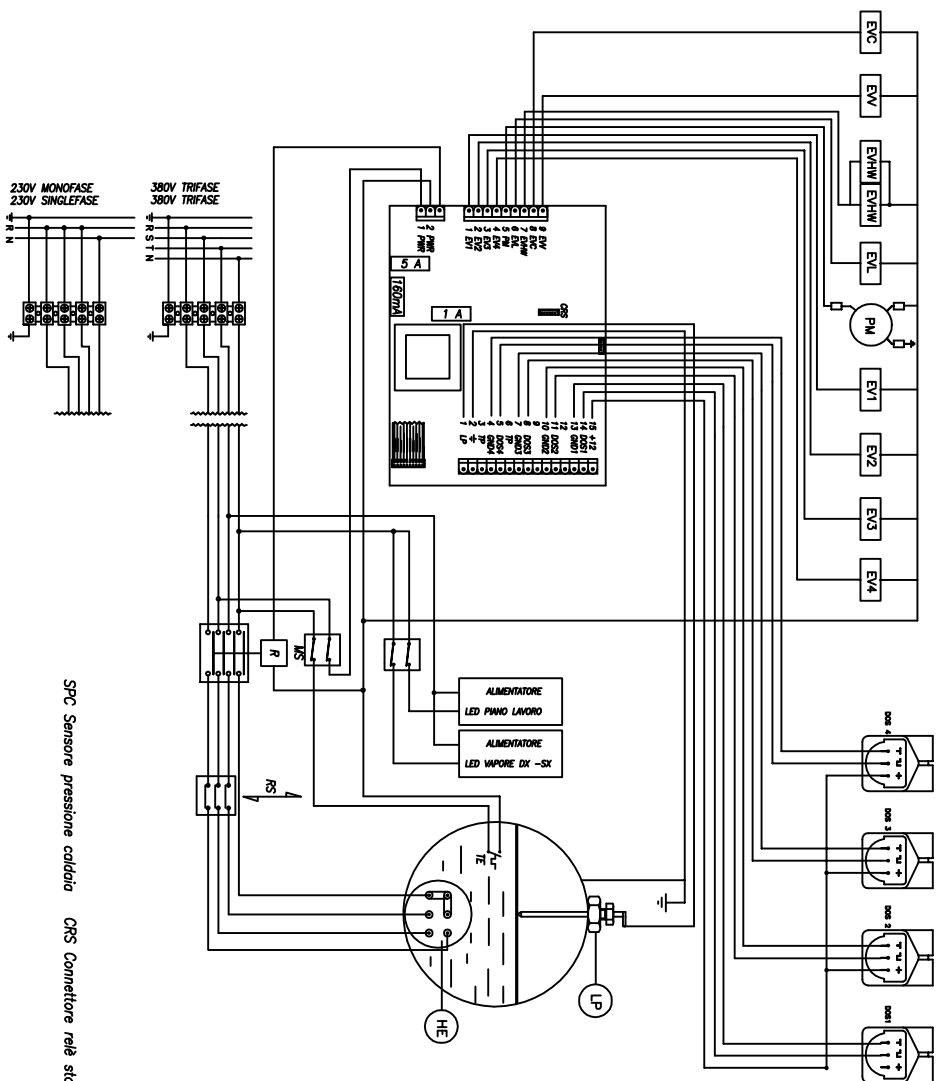 EVC
EVV
EVHW
EVHW
EVL
PM
EV1
EV2
EV3
EV4
230V MONOFASE
230V SINGLEFASE
380V TRIFASE
380V TRIFASE
R N
R S T N
2 PWR
1 PWR
9 EVV
8 EVC
7 EVHW
6 EVL
5 PM
4 EV4
3 EV3
2 EV2
1 EV1
5 A
160mA
1 A
CRS
15 +12
14 DOS1
13 GND1
12
11 DOS2
10 GND2
9
8 DOS3
7 GND3
6 TP
5 DOS4
4 GND4
3 TP
2
1 LP
R
MS
ALIMENTATORE
LED PIANO LAVORO
ALIMENTATORE
LED VAPORE DX -SX
RS
TE
LP
HE
DOS 4
DOS 3
DOS 2
DOS1
SPC Sensore pressione caldaia CRS Connettore relè